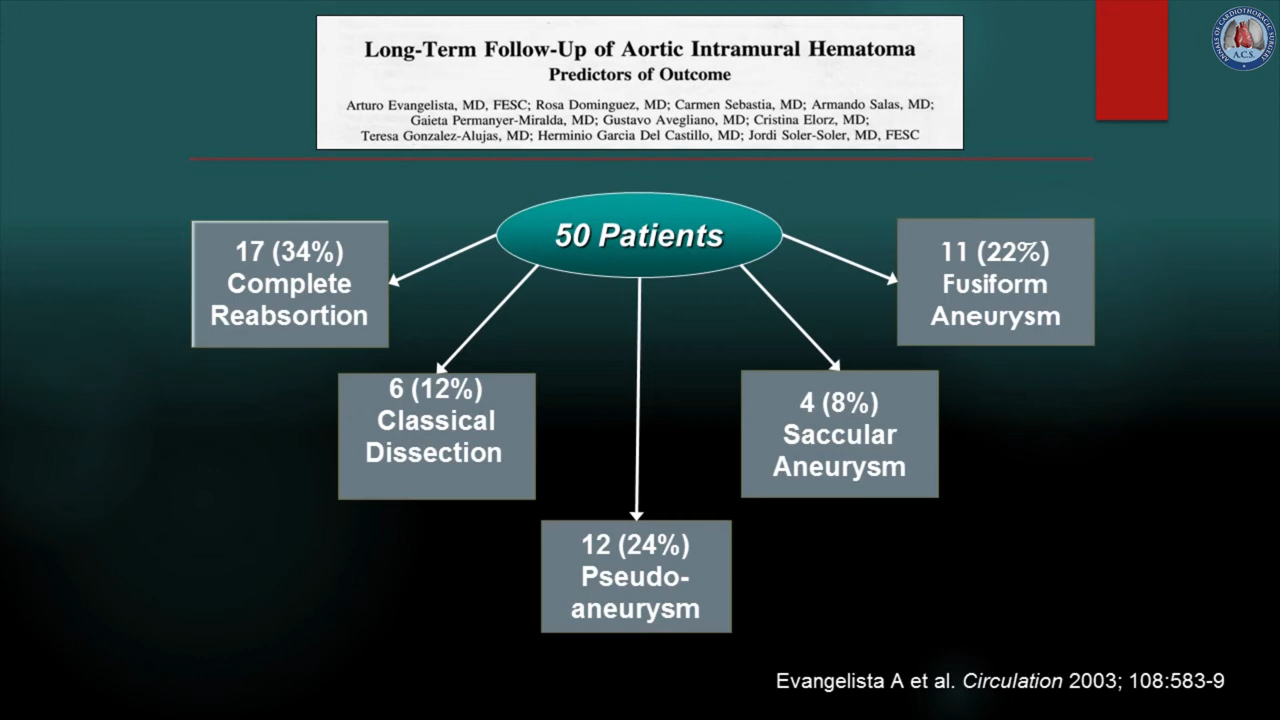 Long-Term Follow-Up of Aortic Intramural Hematoma
Predictors of Outcome
Arturo Evangelista, MD, FESC; Rosa Dominguez, MD; Carmen Sebastia, MD; Armando Salas, MD;
Gaieta Permanyer-Miralda, MD; Gustavo Avegliano, MD; Cristina Elorz, MD;
Teresa Gonzalez-Alujas, MD; Herminio Garcia Del Castillo, MD; Jordi Soler-Soler, MD, FESC
ANNALS OF CARDIOTHORACIC SURGERY
A.C.S
50 Patients
17 (34%)
Complete
Reabsortion
11 (22%)
Fusiform
Aneurysm
6 (12%)
Classical
Dissection
4 (8%)
Saccular
Aneurysm
12 (24%)
Pseudo-
aneurysm
Evangelista A et al. Circulation 2003; 108:583-9